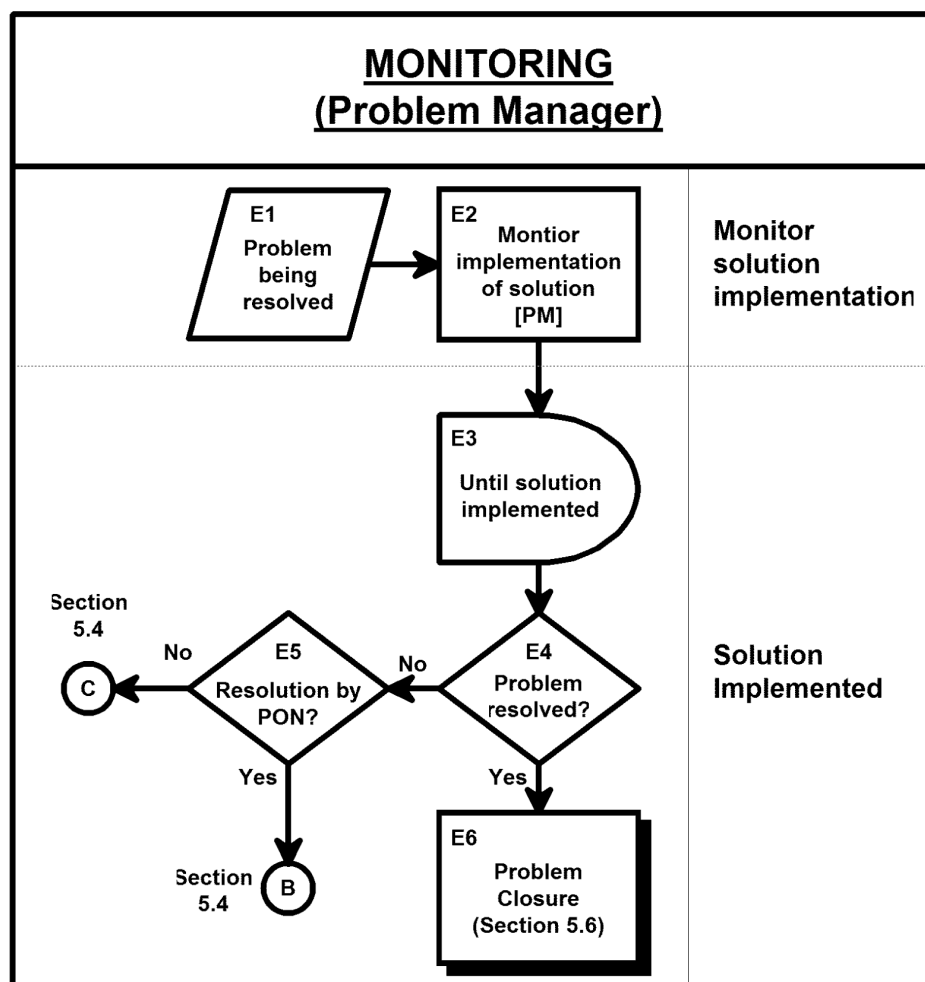 MONITORING
(Problem Manager)
E1
Problem
being
resolved
E2
Montior
implementation
of solution
[PM]
Monitor
solution
implementation
E3
Until solution
implemented
Section
5.4
C
No
E5
Resolution by
PON?
Yes
No
E4
Problem
resolved?
Yes
Solution
Implemented
Section
5.4
B
E6
Problem
Closure
(Section 5.6)